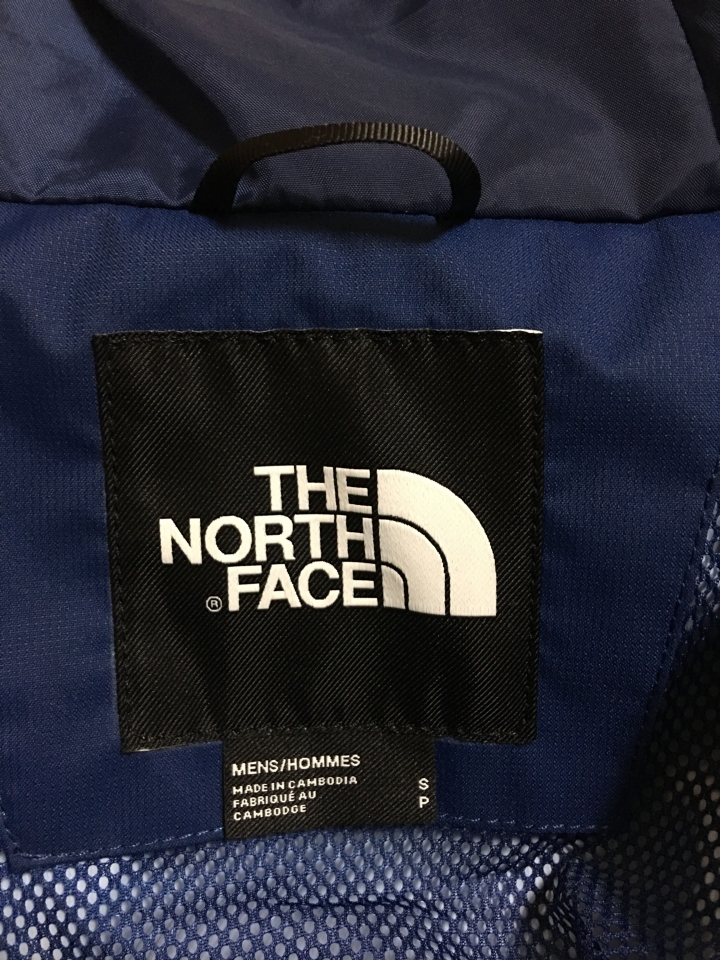 THE
NORTH
® FACE
MENS/HOMMES
MADE IN CAMBODIA S
FABRIQUÉ AU P
CAMBODGE